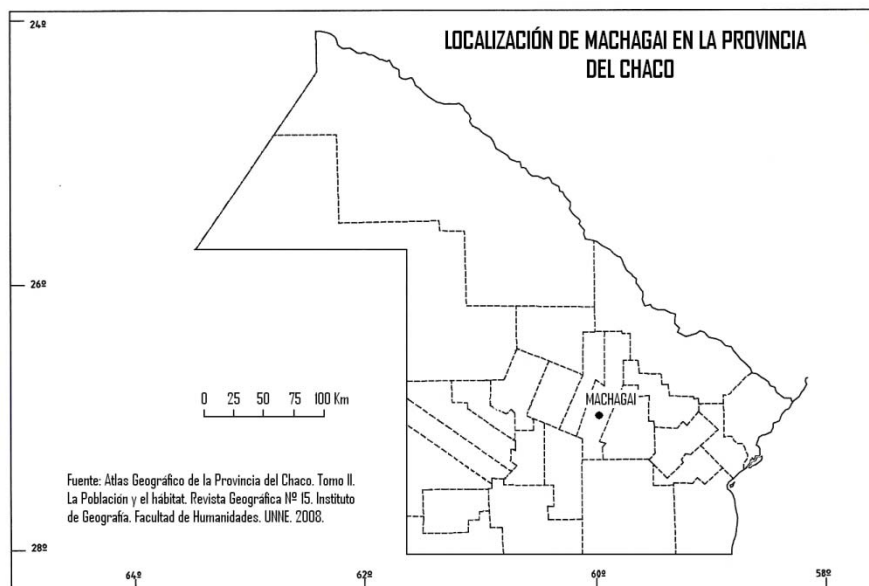 24º
LOCALIZACIÓN DE MACHAGAI EN LA PROVINCIA
DEL CHACO
26º
MACHAGAI
0 25 50 75 100 Km
Fuente: Atlas Geográfico de la Provincia del Chaco. Tomo II.
La Población y el hábitat. Revista Geográfica Nº 15. Instituto
de Geografía. Facultad de Humanidades. UNNE. 2008.
28º
64º 62º 60º 58º